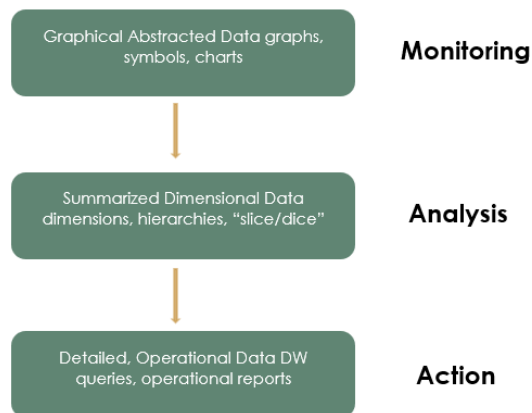 Graphical Abstracted Data graphs,
symbols, charts
Monitoring
Summarized Dimensional Data
dimensions, hierarchies, “slice/dice”
Analysis
Detailed, Operational Data DW
queries, operational reports
Action